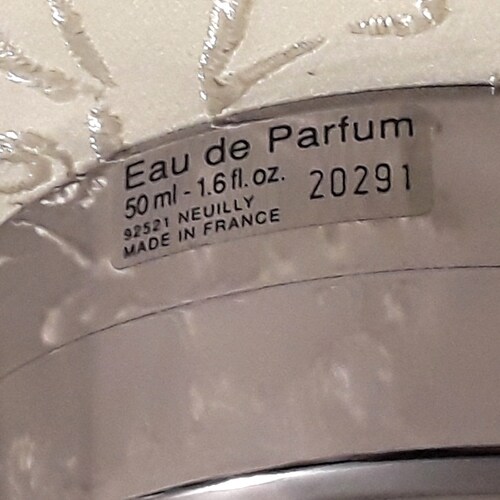 Eau de Parfum
50 ml - 1.6 fl. oz. 20291
92521 NEUILLY
MADE IN FRANCE